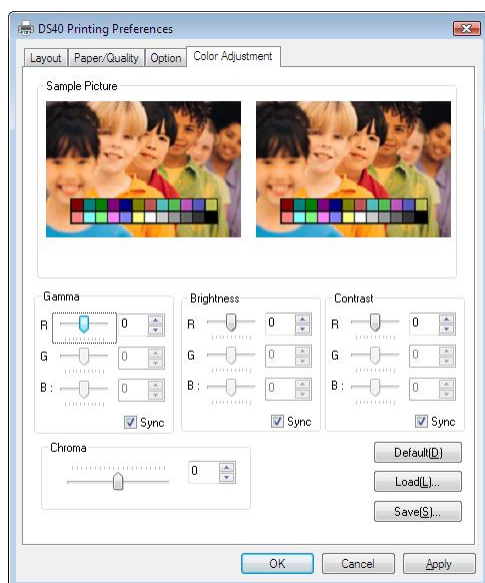 DS40 Printing Preferences
Layout Paper/Quality Option Color Adjustment
Sample Picture
Gamma Brightness Contrast
R 0 R 0 R 0
G 0 G 0 G 0
B : 0 B : 0 B : 0
Sync Sync Sync
Chroma
0
Default(D)
Load(L)...
Save(S)...
OK Cancel Apply